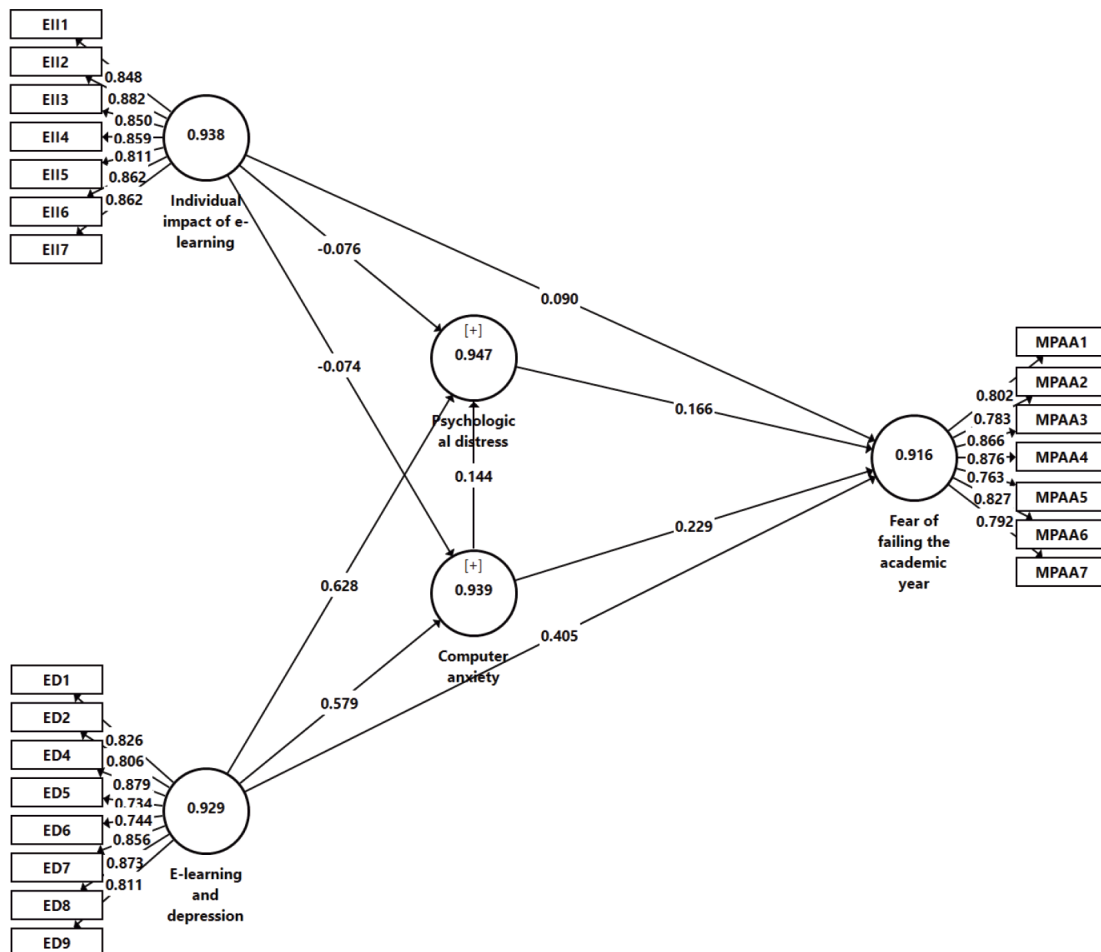 EII1
EII2
EII3
EII4
EII5
EII6
EII7
0.848
0.882
0.850
0.859
0.811
0.862
0.862
0.938
Individual
impact of e-
learning
-0.076
0.090
-0.074
[+]
0.947
Psychologic
al distress
0.166
0.144
0.628
[+]
0.939
Computer
anxiety
0.229
0.579
0.405
0.916
Fear of
failing the
academic
year
0.802
0.783
0.866
0.876
0.763
0.827
0.792
MPAA1
MPAA2
MPAA3
MPAA4
MPAA5
MPAA6
MPAA7
ED1
ED2
ED4
ED5
ED6
ED7
ED8
ED9
0.826
0.806
0.879
0.734
0.744
0.856
0.873
0.811
0.929
E-learning
and
depression